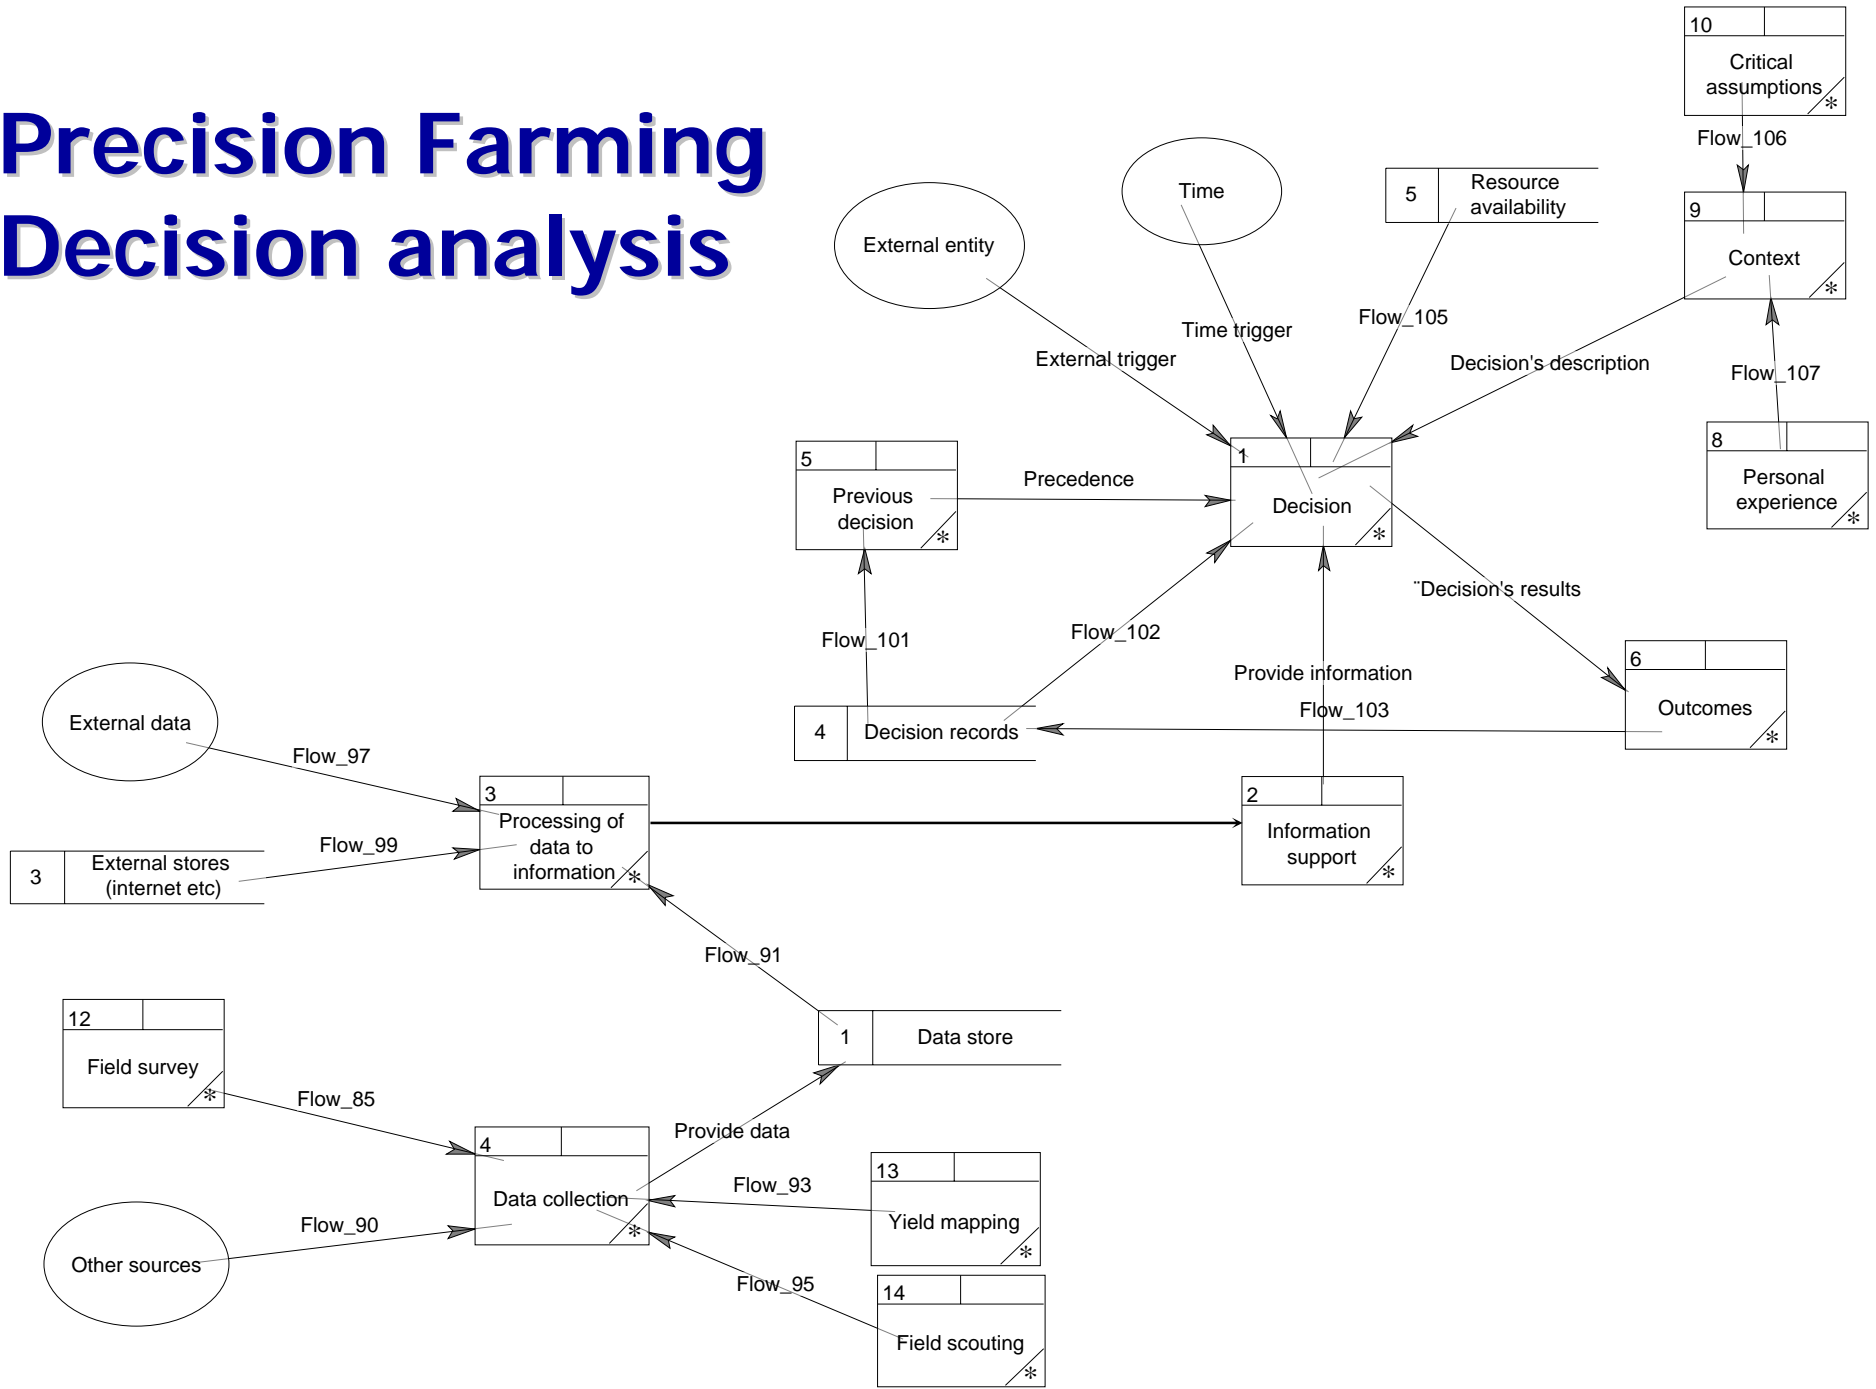 Precision Farming
Decision analysis
10
Critical
assumptions
*
Flow_106
Time
5
Resource
availability
9
Context
*
External entity
Time trigger
Flow_105
External trigger
Decision's description
Flow_107
8
Personal
experience
*
5
Previous
decision
*
Precedence
1
Decision
*
¨Decision's results
Flow_101
Flow_102
Provide information
6
Outcomes
*
Flow_103
4
Decision records
External data
Flow_97
3
Processing of
data to
information
*
2
Information
support
*
Flow_99
3
External stores
(internet etc)
Flow_91
12
Field survey
*
1
Data store
Flow_85
Provide data
4
Data collection
*
Flow_93
13
Yield mapping
*
Flow_90
Other sources
Flow_95
14
Field scouting
*